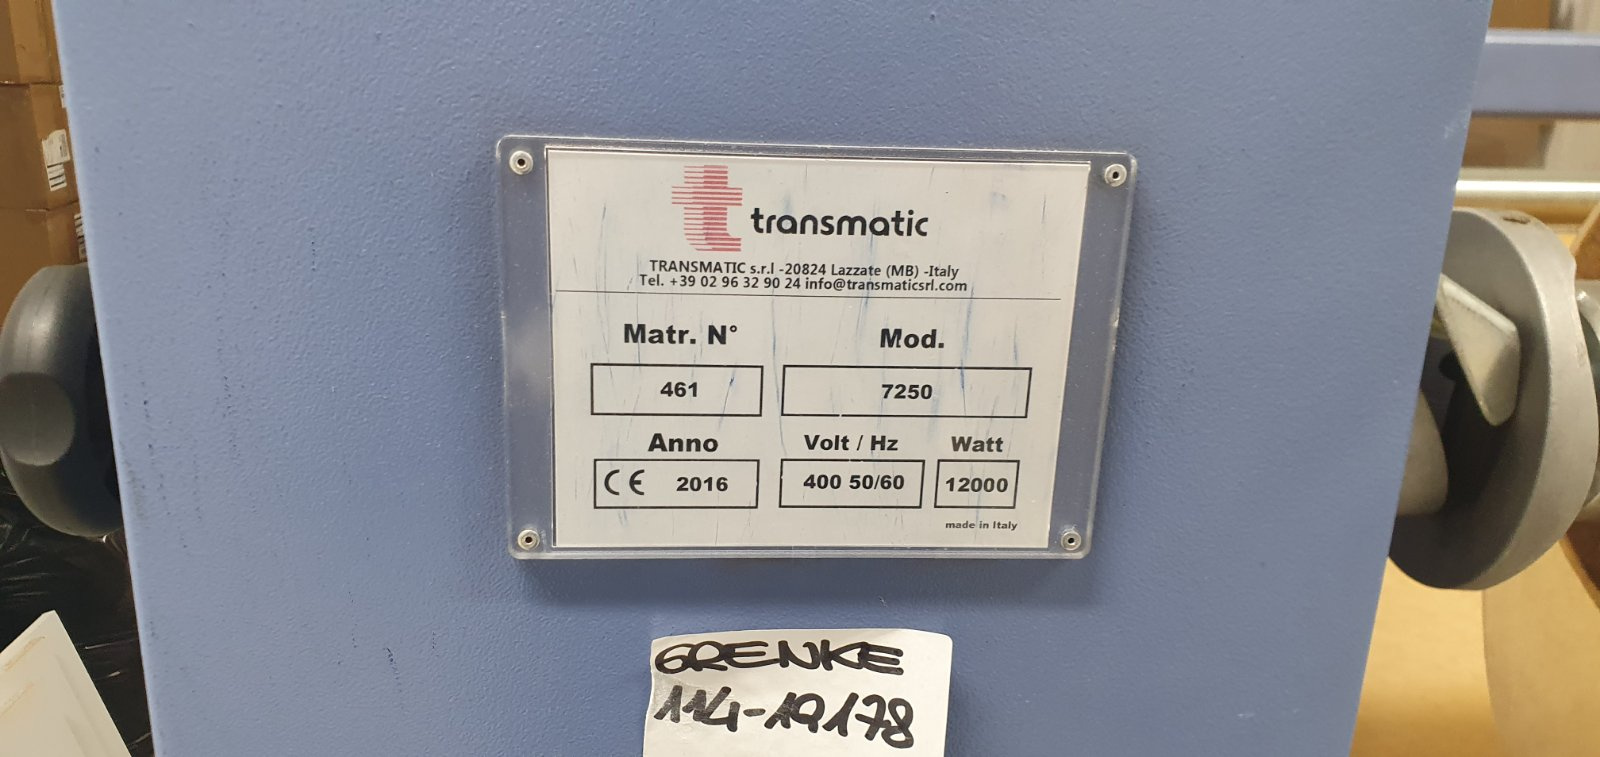 transmatic
TRANSMATIC s.r.l -20824 Lazzate (MB) -Italy
Tel. +39 02 96 32 90 24 info@transmaticsrl.com
Matr. N° Mod.
461 7250
Anno Volt / Hz Watt
CE 2016 400 50/60 12000
made in Italy
GRENKE
114-19178